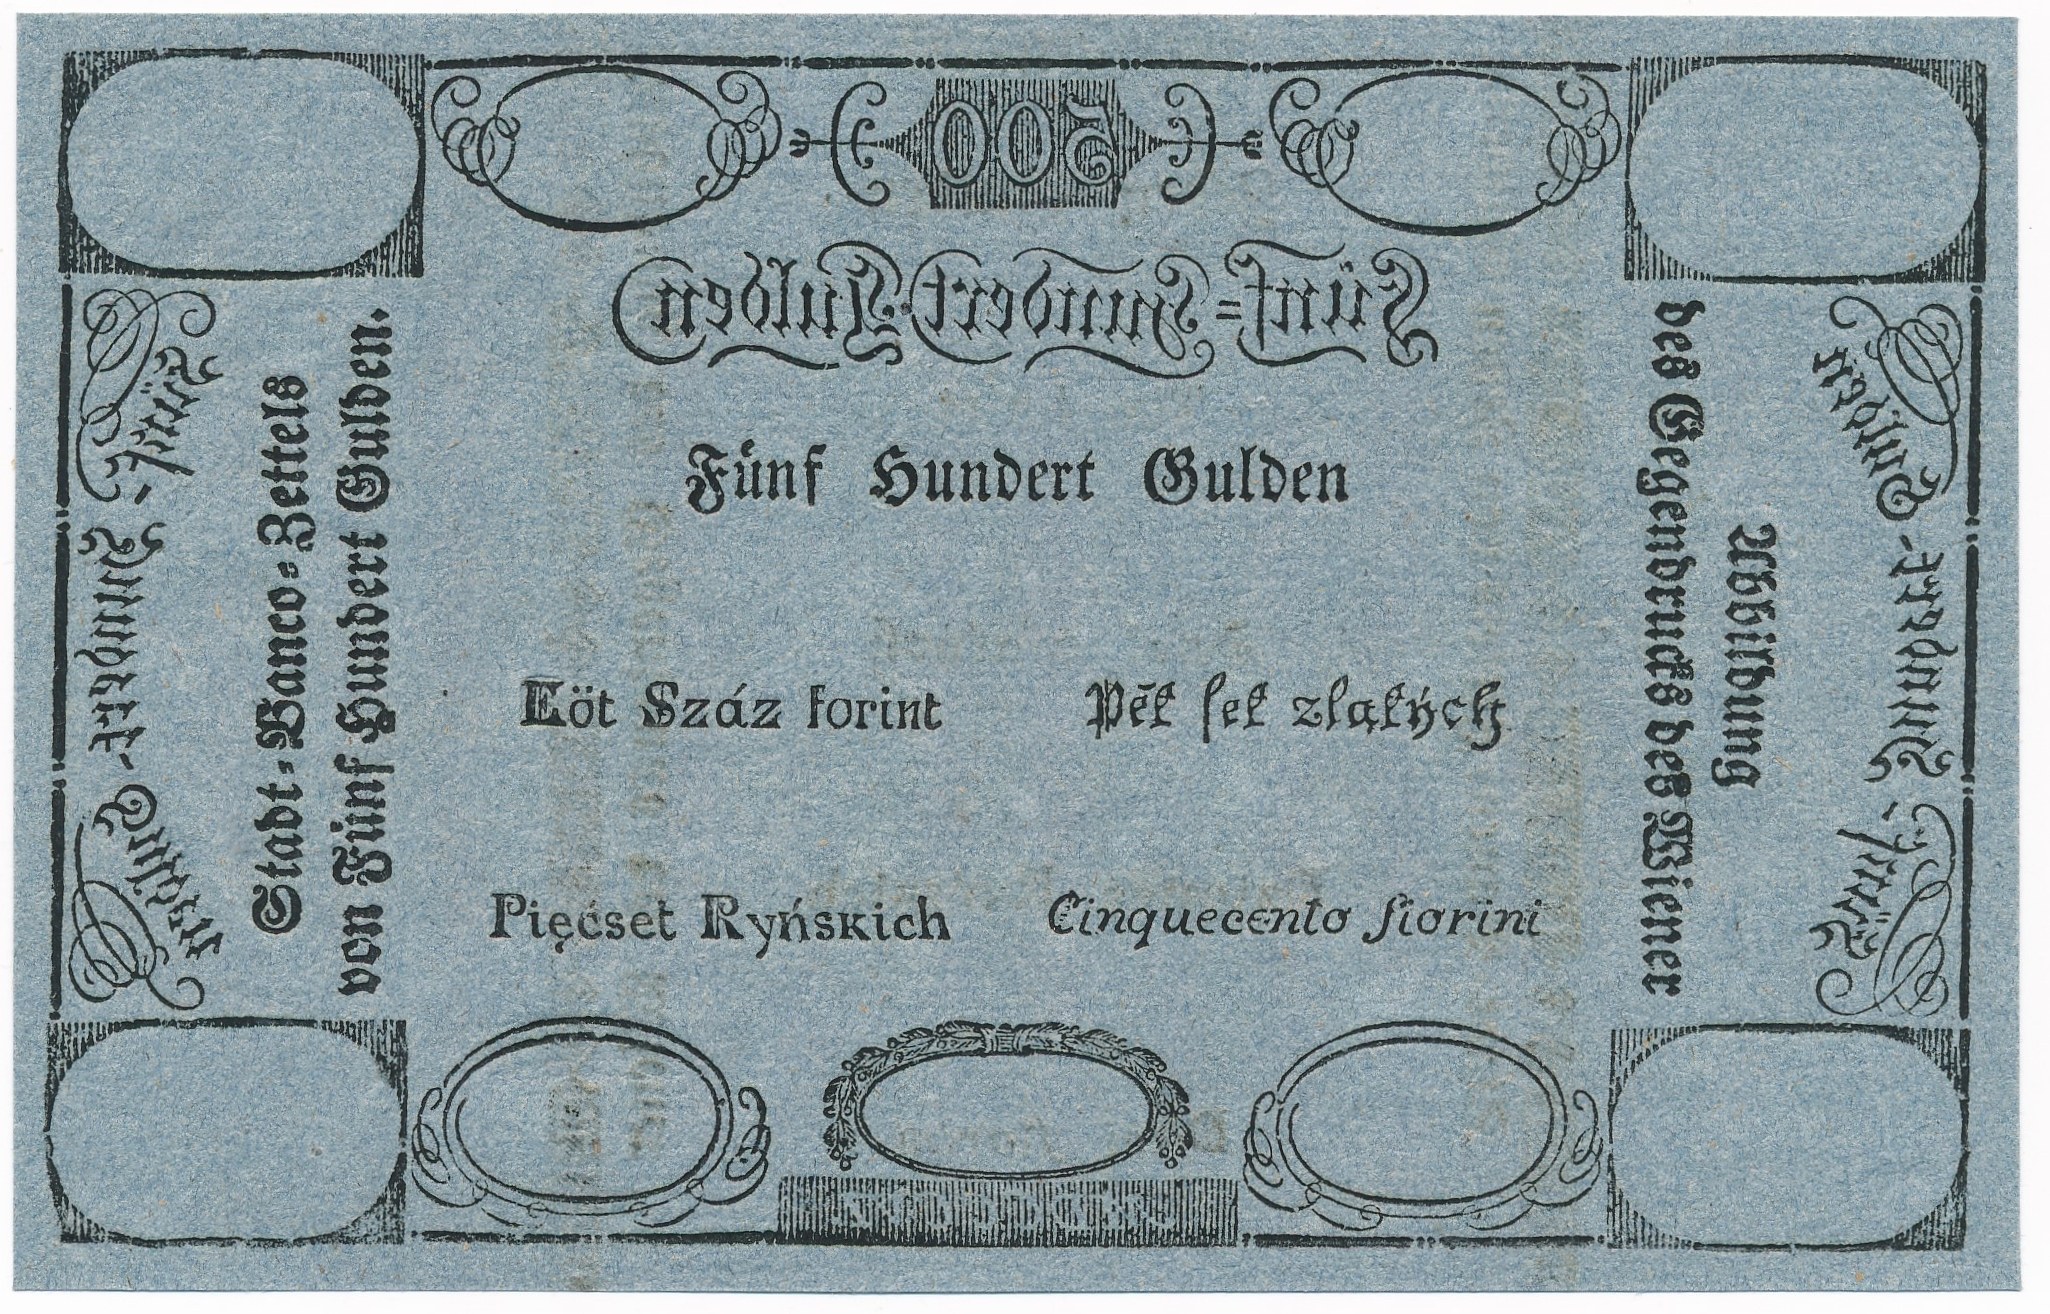 500
Fünf=Hundert Gulden
Fünf Hundert Gulden
Eöt Száz forint
Pět set zlatých
Pięćset Ryńskich
Cinquecento fiorini
Fünf-Hundert-Gulden
Stadt-Banco-Zettels
von Fünf Hundert Gulden.
Abbildung
des Gegendrucks des Wiener
Fünf-Hundert-Gulden